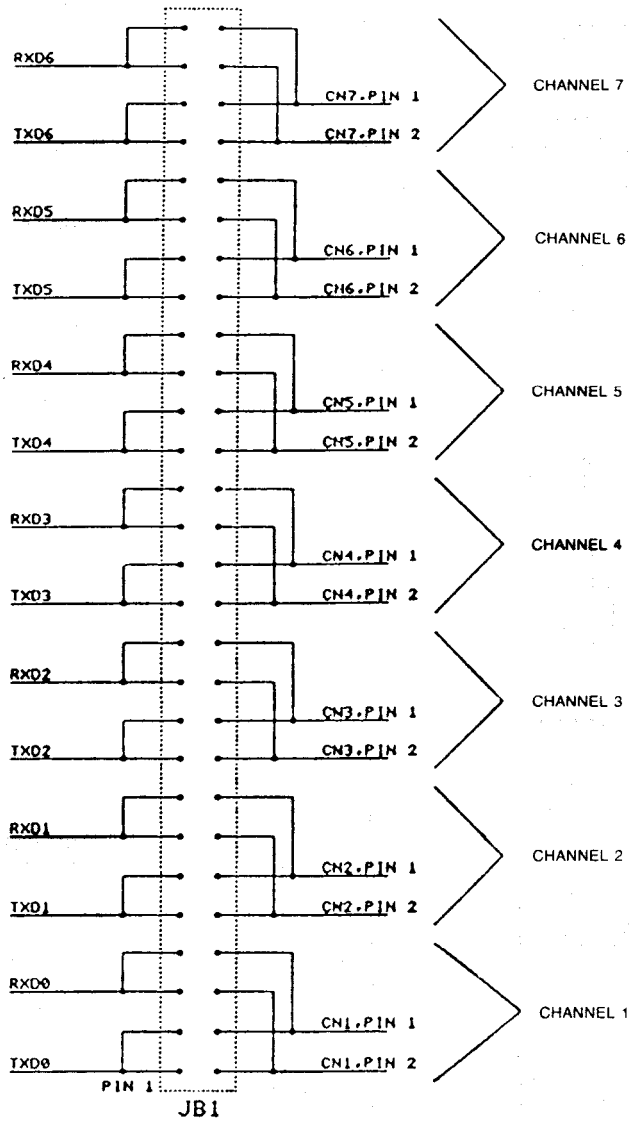 RXD6
CN7.PIN 1
CHANNEL 7
TXD6
CN7.PIN 2
RXD5
CN6.PIN 1
CHANNEL 6
TXD5
CN6.PIN 2
RXD4
CN5.PIN 1
CHANNEL 5
TXD4
CN5.PIN 2
RXD3
CN4.PIN 1
CHANNEL 4
TXD3
CN4.PIN 2
RXD2
CN3.PIN 1
CHANNEL 3
TXD2
CN3.PIN 2
RXD1
CN2.PIN 1
CHANNEL 2
TXD1
CN2.PIN 2
RXD0
CN1.PIN 1
CHANNEL 1
TXD0
CN1.PIN 2
PIN 1
JB1